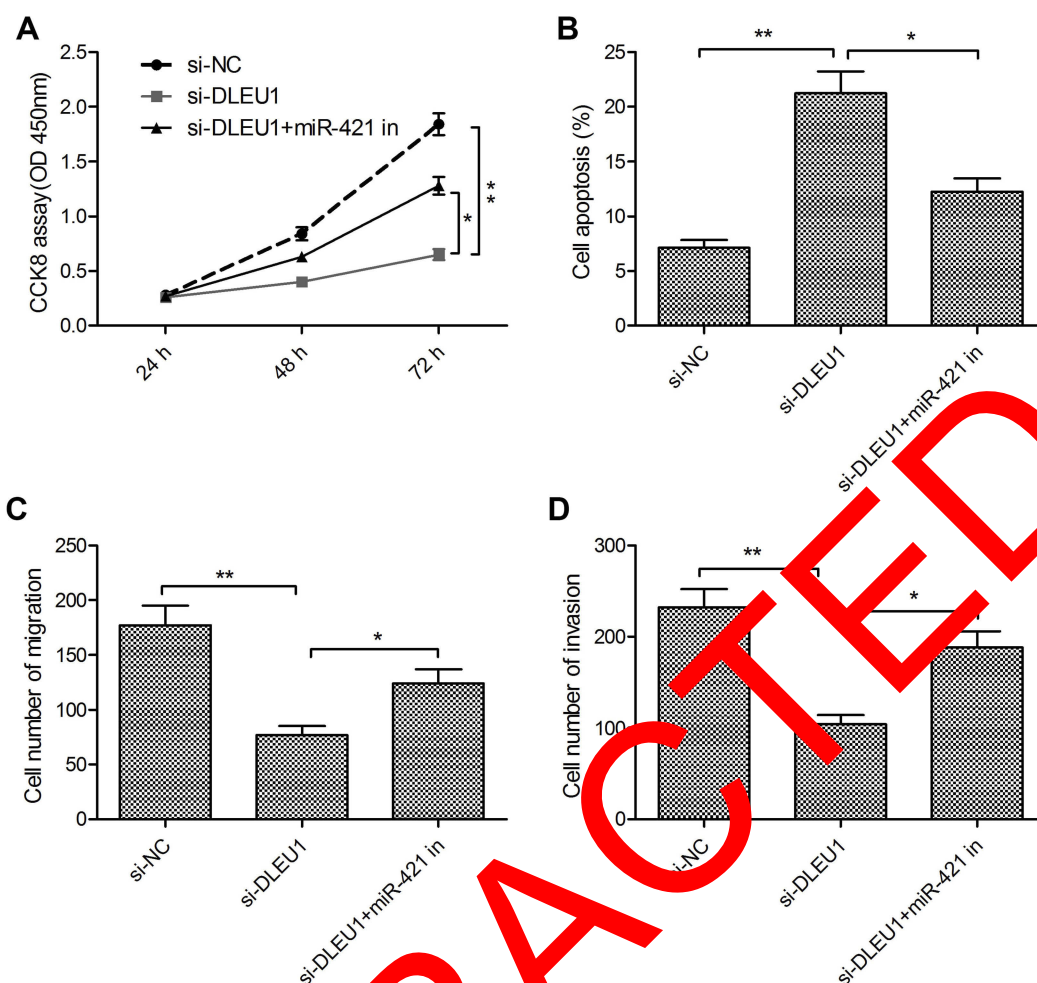 A
2.5
2.0
1.5
1.0
0.5
0.0
CCK8 assay(OD 450nm)
si-NC
si-DLEU1
si-DLEU1+miR-421 in
*
**
24 h
48 h
72 h
B
25
20
15
10
5
0
Cell apoptosis (%)
**
*
si-NC
si-DLEU1
si-DLEU1+miR-421 in
C
250
200
150
100
50
0
Cell number of migration
**
*
si-NC
si-DLEU1
si-DLEU1+miR-421 in
D
300
200
100
0
Cell number of invasion
**
*
si-NC
si-DLEU1
si-DLEU1+miR-421 in
RACTED